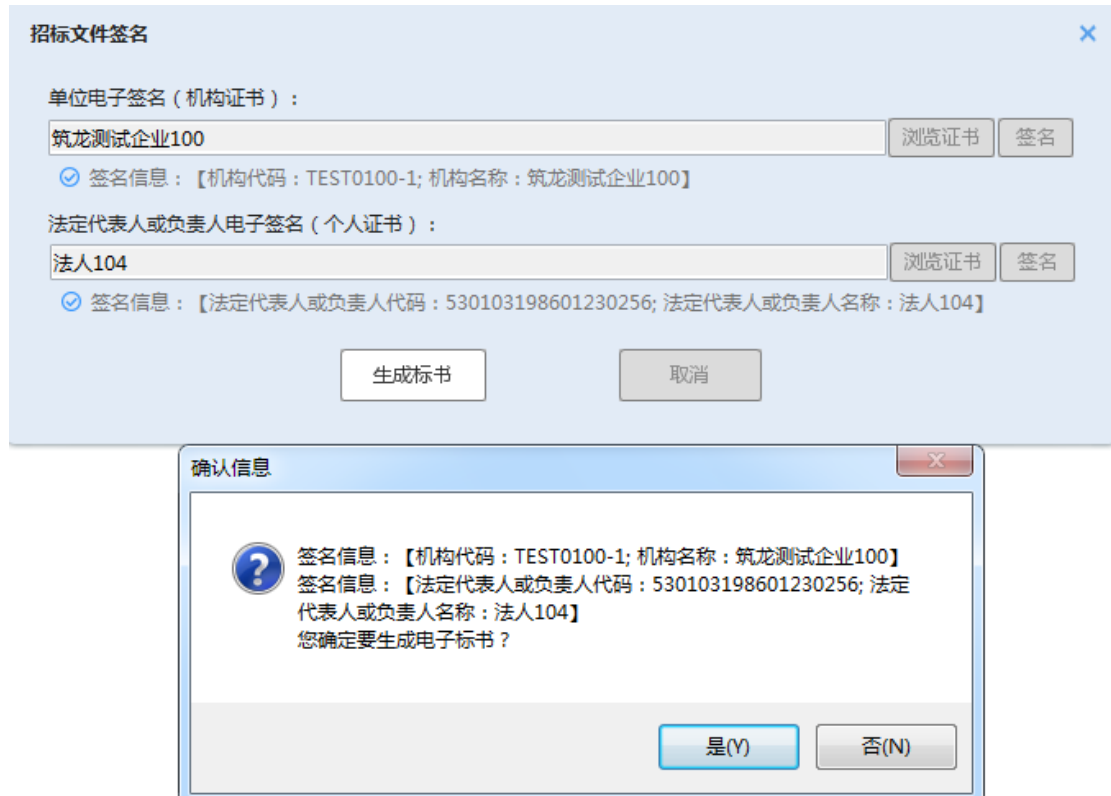 招标文件签名
单位电子签名（机构证书）：
筑龙测试企业100 浏览证书 签名
签名信息：【机构代码：TEST0100-1; 机构名称：筑龙测试企业100】
法定代表人或负责人电子签名（个人证书）：
法人104 浏览证书 签名
签名信息：【法定代表人或负责人代码：530103198601230256; 法定代表人或负责人名称：法人104】
生成标书 取消
确认信息
签名信息：【机构代码：TEST0100-1; 机构名称：筑龙测试企业100】
签名信息：【法定代表人或负责人代码：530103198601230256; 法定
代表人或负责人名称：法人104】
您确定要生成电子标书？
是(Y) 否(N)